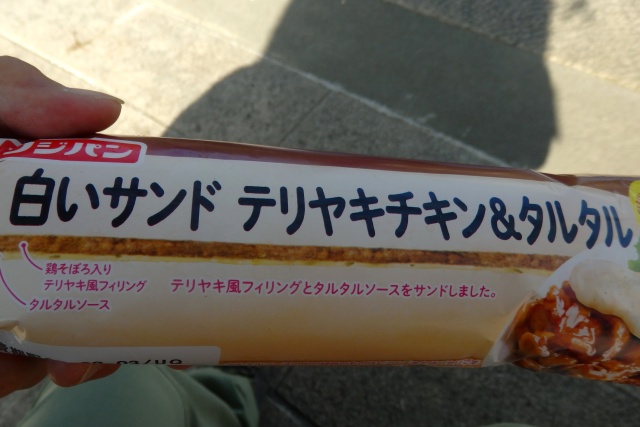 ジパン
白いサンド テリヤキチキン&タルタル
鶏そぼろ入り
テリヤキ風フィリング
タルタルソース
テリヤキ風フィリングとタルタルソースをサンドしました。